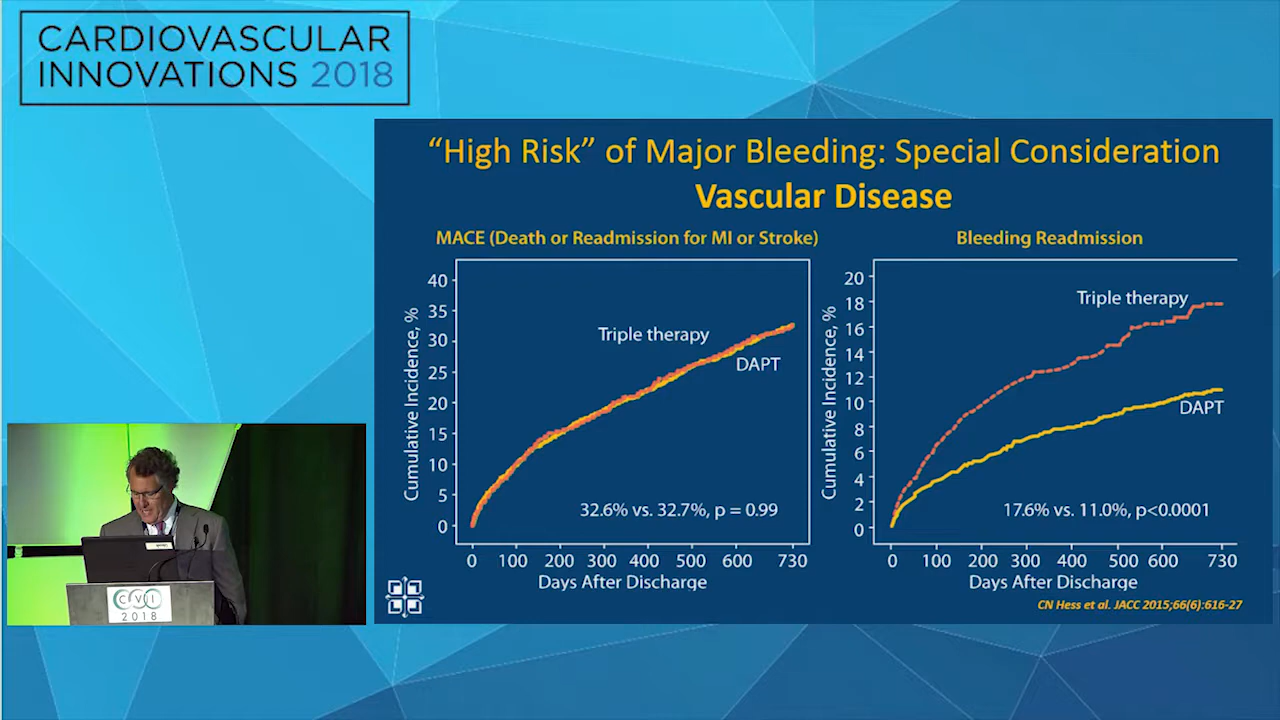 CARDIOVASCULAR
INNOVATIONS 2018
“High Risk” of Major Bleeding: Special Consideration
Vascular Disease
MACE (Death or Readmission for MI or Stroke)
Cumulative Incidence, %
40
35
30
25
20
15
10
5
0
Triple therapy
DAPT
32.6% vs. 32.7%, p = 0.99
0 100 200 300 400 500 600 730
Days After Discharge
Bleeding Readmission
Cumulative Incidence, %
20
18
16
14
12
10
8
6
4
2
0
Triple therapy
DAPT
17.6% vs. 11.0%, p<0.0001
0 100 200 300 400 500 600 730
Days After Discharge
CN Hess et al. JACC 2015;66(6):616-27
CVI
2018